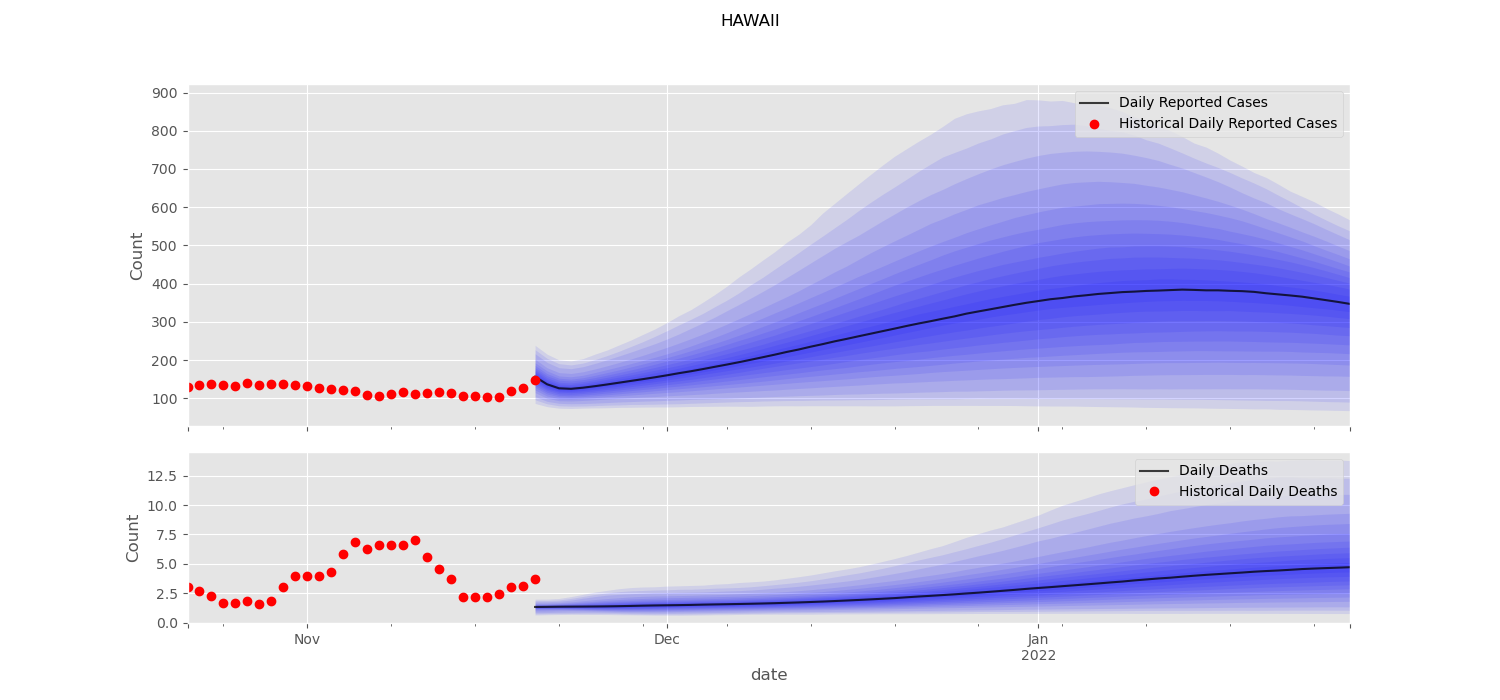 HAWAII
900
800
700
600
500
400
300
200
100
Count
Daily Reported Cases
Historical Daily Reported Cases
12.5
10.0
7.5
5.0
2.5
0.0
Count
Daily Deaths
Historical Daily Deaths
Nov
Dec
Jan
2022
date